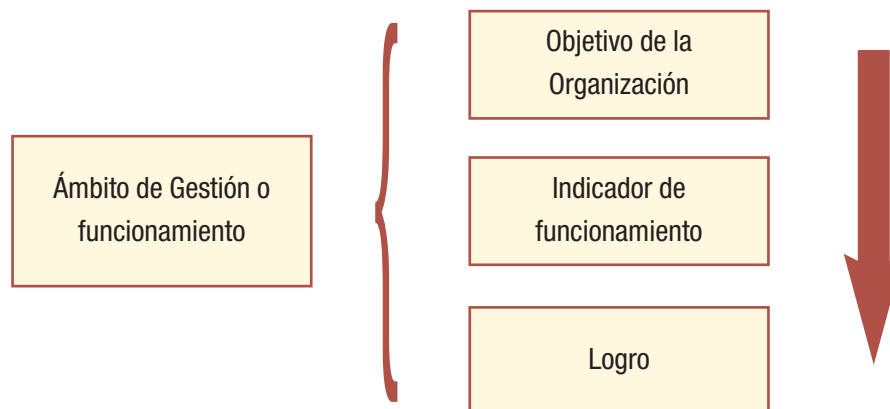 Ámbito de Gestión o
funcionamiento
Objetivo de la
Organización
Indicador de
funcionamiento
Logro